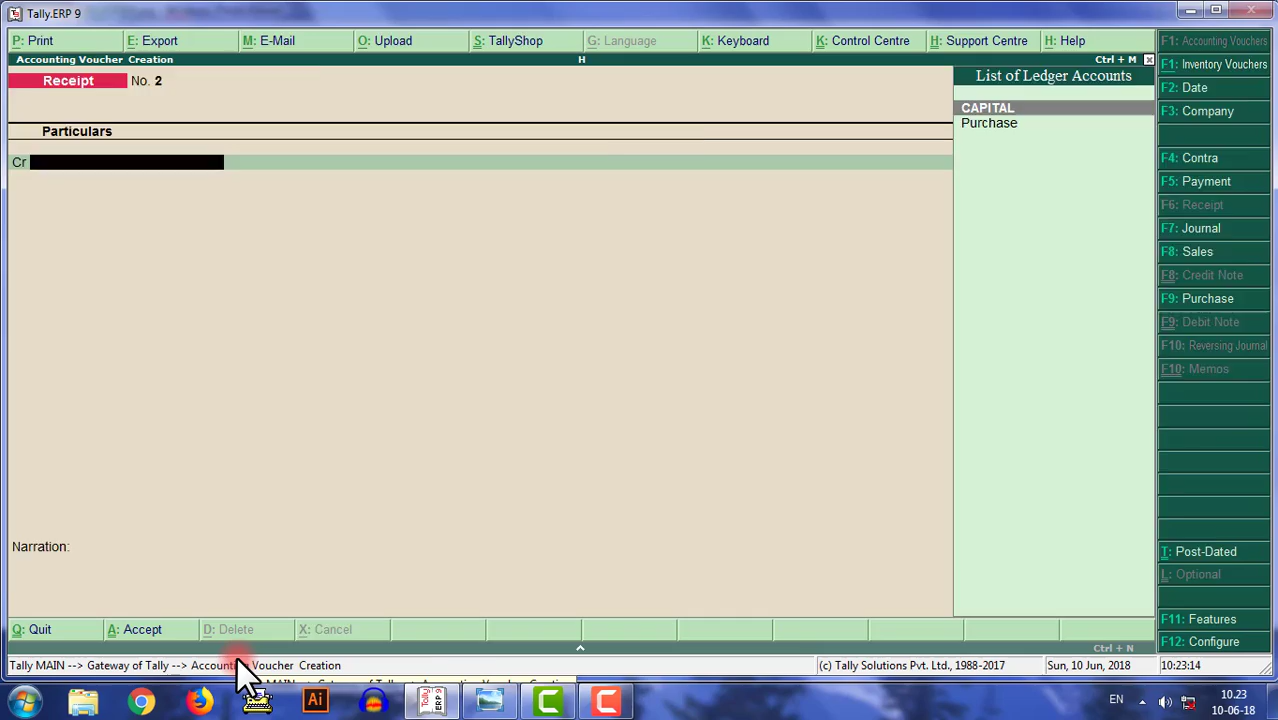 Tally.ERP 9
P: Print
E: Export
M: E-Mail
O: Upload
S: TallyShop
G: Language
K: Keyboard
K: Control Centre
H: Support Centre
H: Help
F1: Accounting Vouchers
Accounting Voucher Creation
H
Ctrl + M
F1: Inventory Vouchers
Receipt No. 2
List of Ledger Accounts
F2: Date
CAPITAL
F3: Company
Purchase
Particulars
Cr
F4: Contra
F5: Payment
F6: Receipt
F7: Journal
F8: Sales
F8: Credit Note
F9: Purchase
F9: Debit Note
F10: Reversing Journal
F10: Memos
Narration:
T: Post-Dated
L: Optional
F11: Features
Q: Quit
A: Accept
D: Delete
X: Cancel
F12: Configure
Ctrl + N
Tally MAIN --> Gateway of Tally --> Voucher Creation
(c) Tally Solutions Pvt. Ltd., 1988-2017
Sun, 10 Jun, 2018
10:23:14
Ai
Tally
ERP 9
EN
10.23
10-06-18